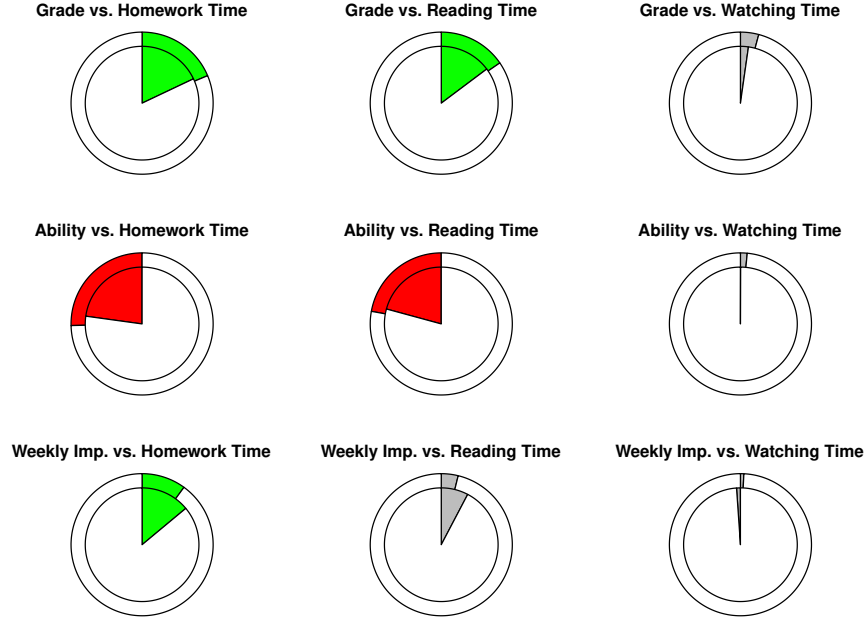 Grade vs. Homework Time
Grade vs. Reading Time
Grade vs. Watching Time
Ability vs. Homework Time
Ability vs. Reading Time
Ability vs. Watching Time
Weekly Imp. vs. Homework Time
Weekly Imp. vs. Reading Time
Weekly Imp. vs. Watching Time